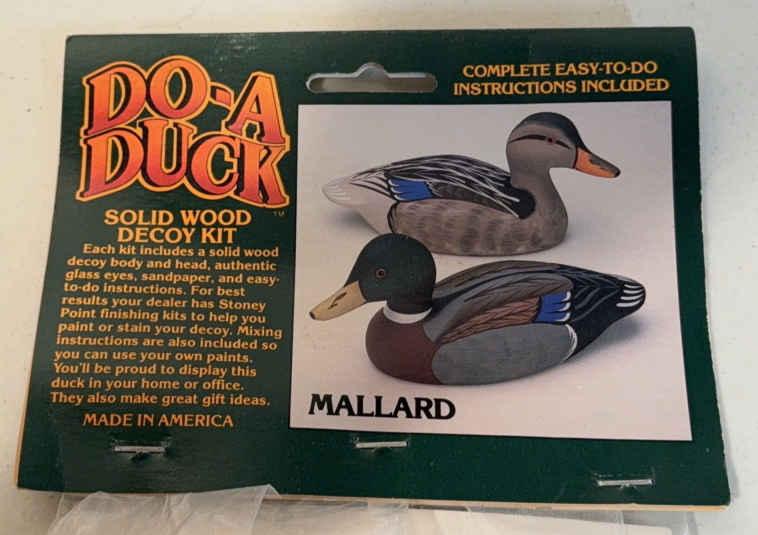 DO-A
DUCK™
SOLID WOOD
DECOY KIT
Each kit includes a solid wood
decoy body and head, authentic
glass eyes, sandpaper, and easy-
to-do instructions. For best
results your dealer has Stoney
Point finishing kits to help you
paint or stain your decoy. Mixing
instructions are also included so
you can use your own paints.
You'll be proud to display this
duck in your home or office.
They also make great gift ideas.
MADE IN AMERICA
COMPLETE EASY-TO-DO
INSTRUCTIONS INCLUDED
MALLARD